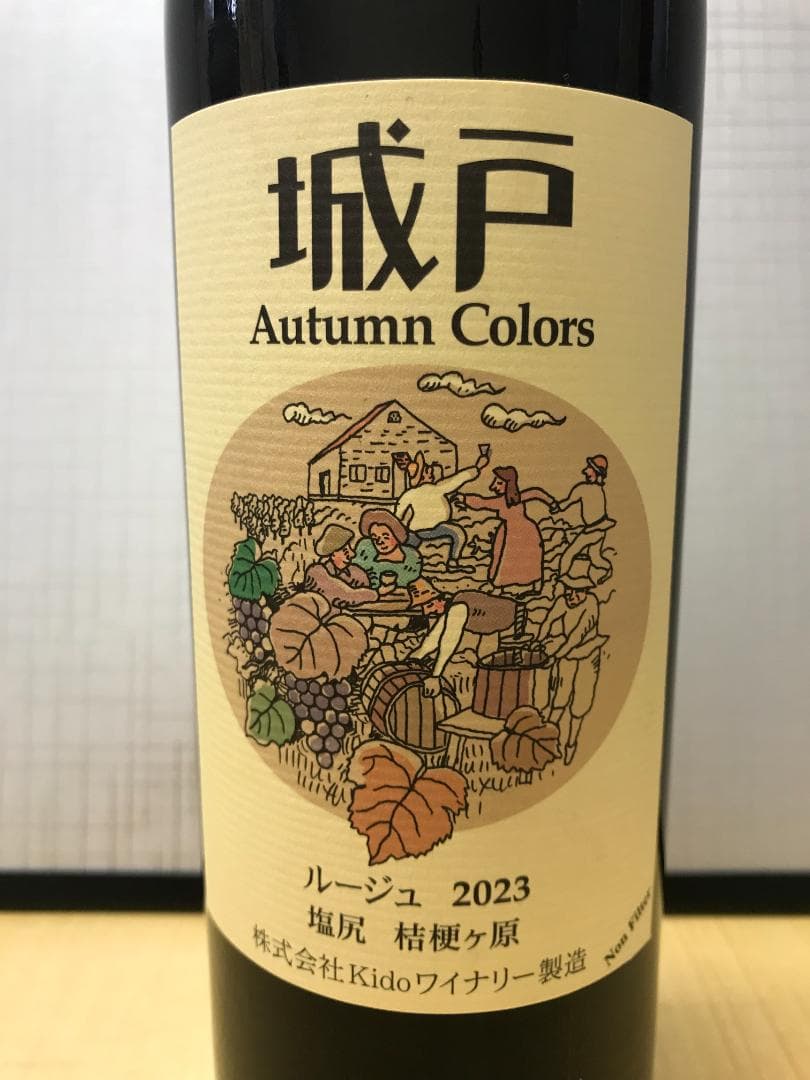 城戸
Autumn Colors
ルージュ 2023
塩尻 桔梗ヶ原
株式会社Kidoワイナリー製造
Non Filter